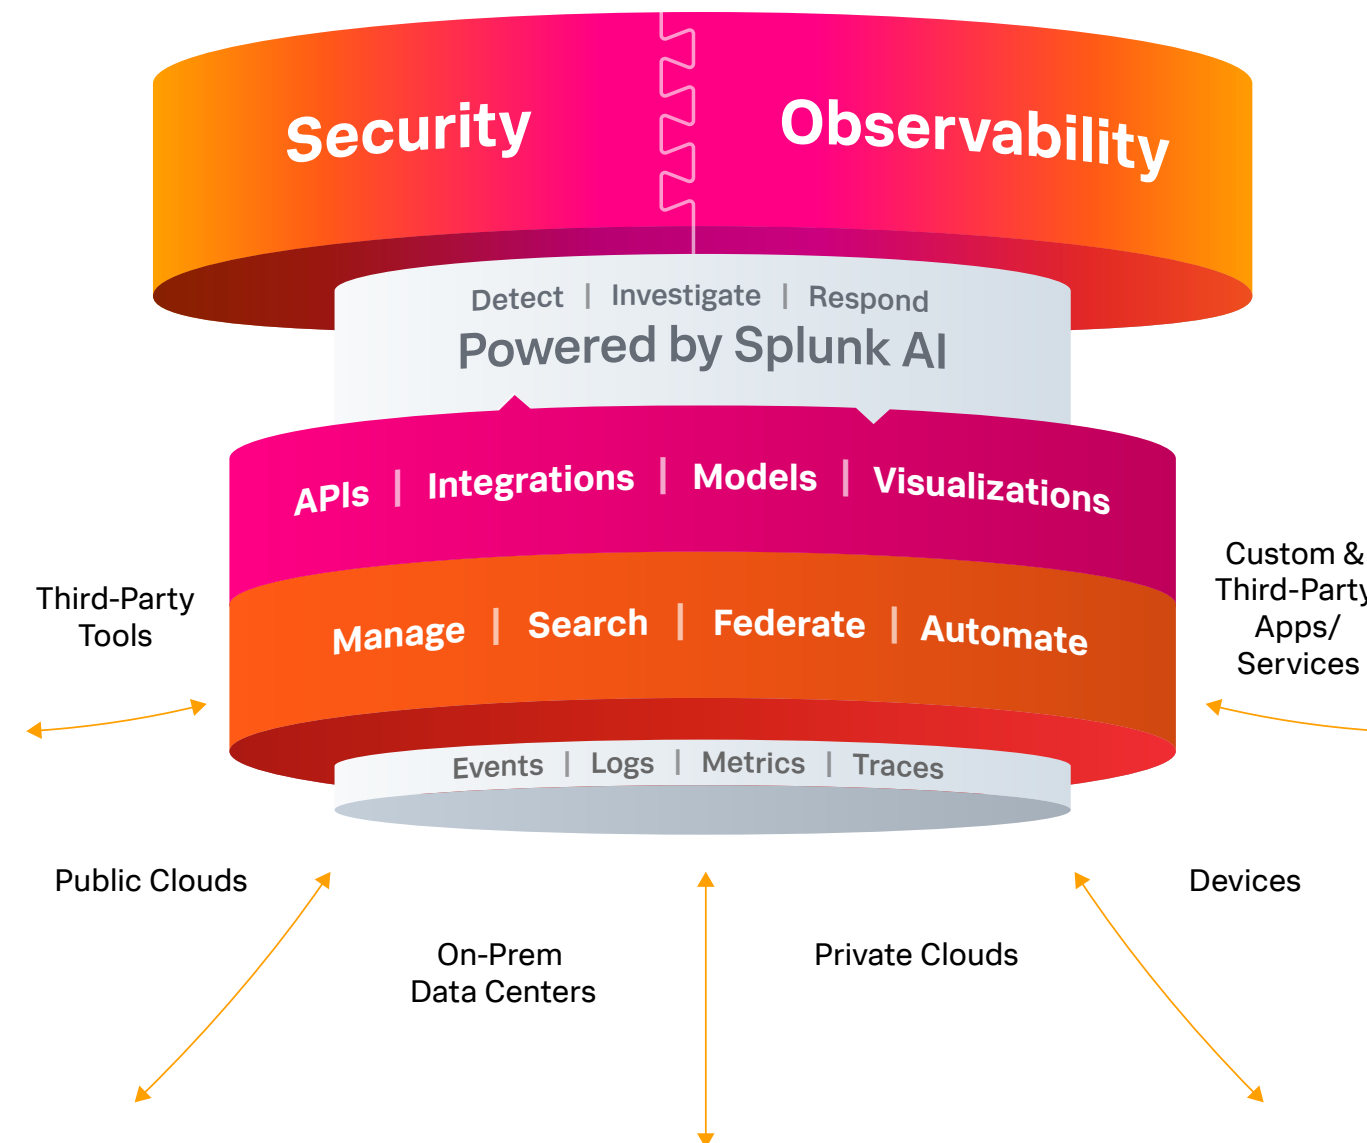 Security
Observability
Detect | Investigate | Respond
Powered by Splunk AI
APIs | Integrations | Models | Visualizations
Manage | Search | Federate | Automate
Third-Party
Tools
Custom &
Third-Party
Apps/
Services
Events | Logs | Metrics | Traces
Public Clouds
Devices
On-Prem
Data Centers
Private Clouds